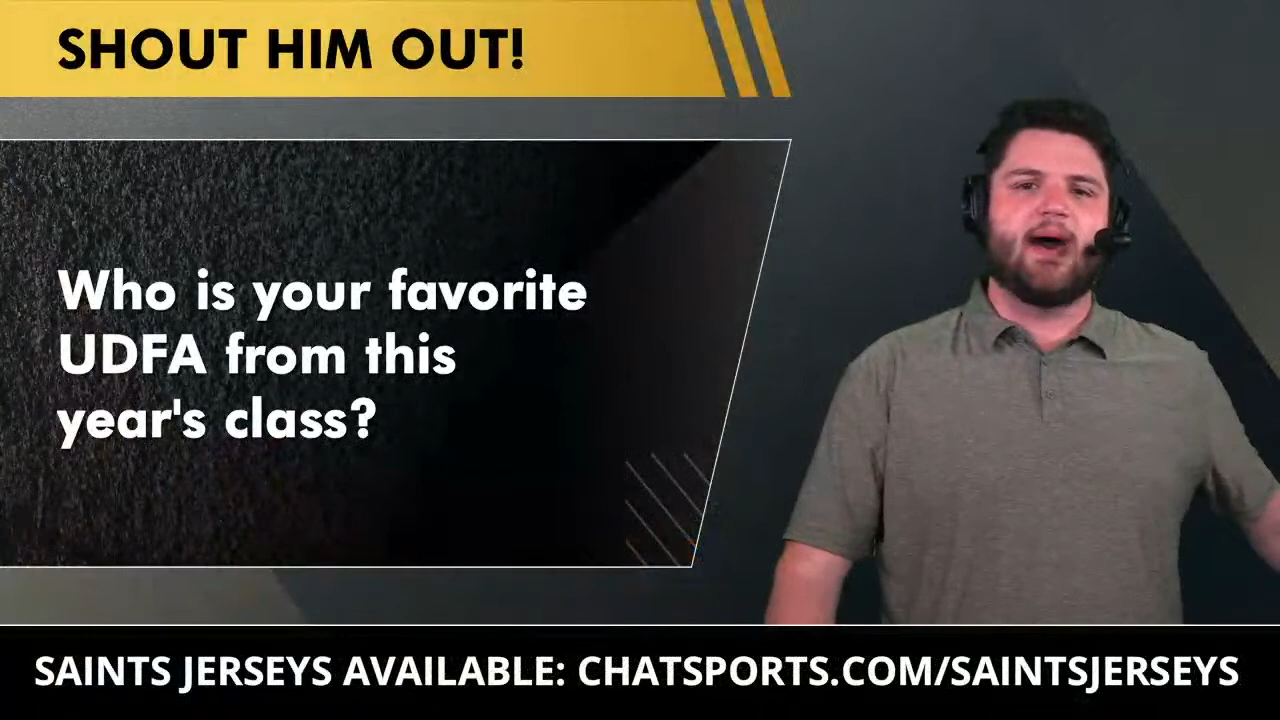 SHOUT HIM OUT!
Who is your favorite
UDFA from this
year's class?
SAINTS JERSEYS AVAILABLE: CHATSPORTS.COM/SAINTSJERSEYS